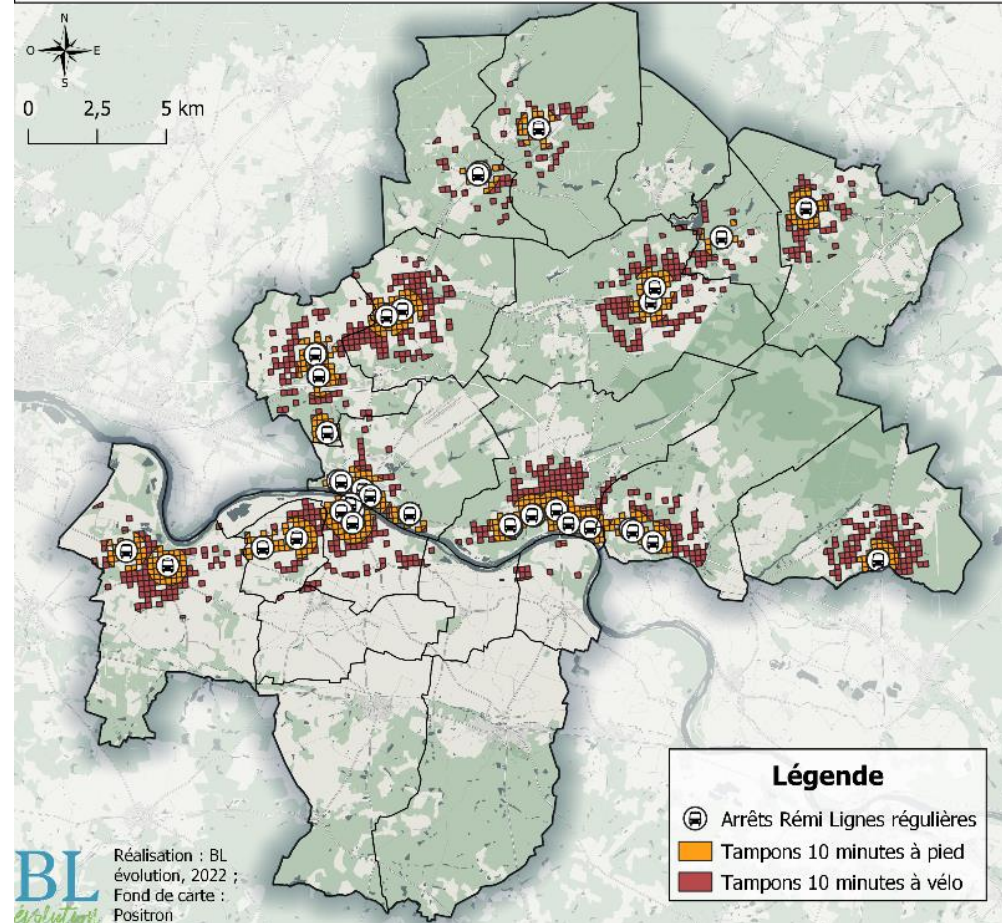 N
O E
S
0 2,5 5 km
Légende
Arrêts Rémi Lignes régulières
Tampons 10 minutes à pied
Tampons 10 minutes à vélo
BL
évolution
Réalisation : BL
évolution, 2022 ;
Fond de carte :
Positron